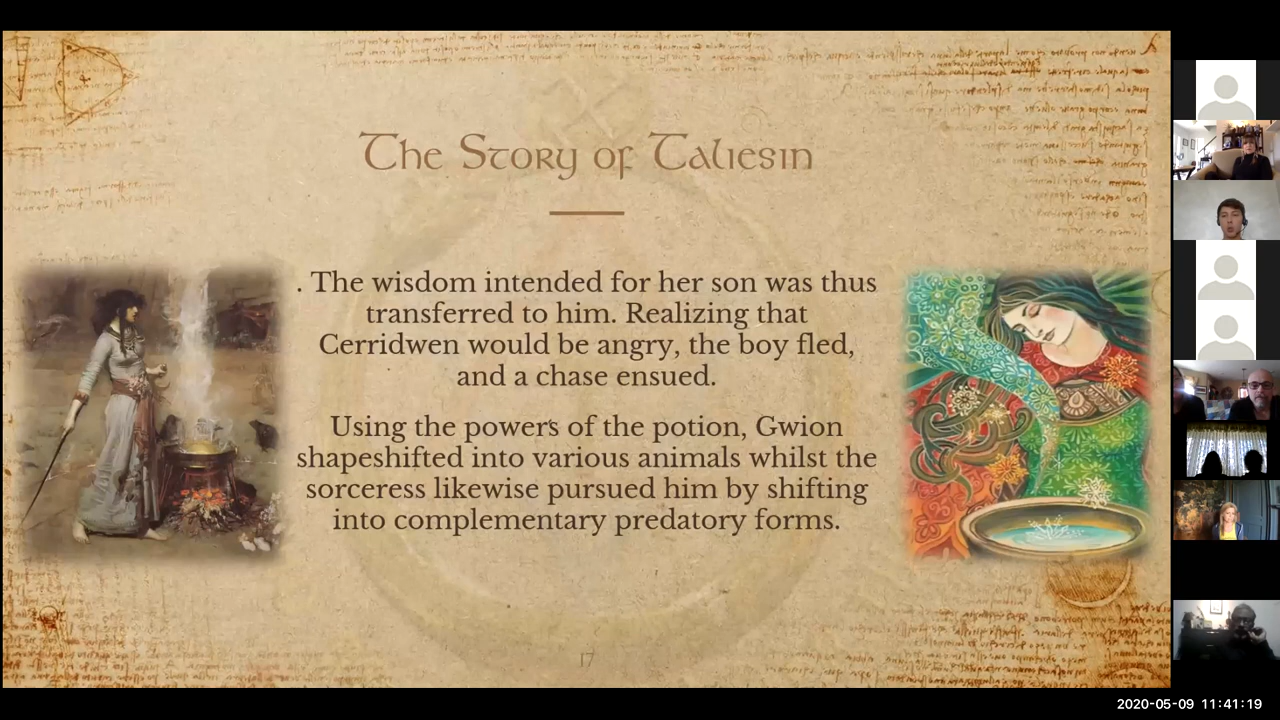 The Story of Taliesin
. The wisdom intended for her son was thus
transferred to him. Realizing that
Cerridwen would be angry, the boy fled,
and a chase ensued.
Using the powers of the potion, Gwion
shapeshifted into various animals whilst the
sorceress likewise pursued him by shifting
into complementary predatory forms.
17
2020-05-09 11:41:19